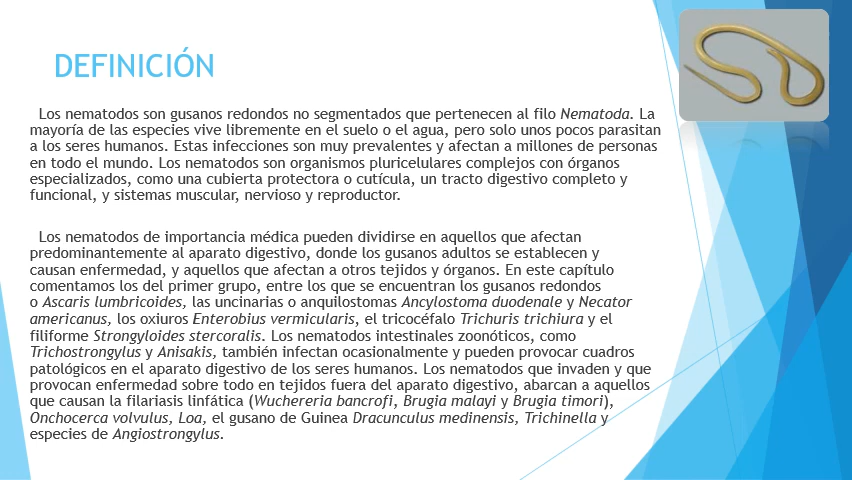 DEFINICIÓN
Los nematodos son gusanos redondos no segmentados que pertenecen al filo Nematoda. La
mayoría de las especies vive libremente en el suelo o el agua, pero solo unos pocos parasitan
a los seres humanos. Estas infecciones son muy prevalentes y afectan a millones de personas
en todo el mundo. Los nematodos son organismos pluricelulares complejos con órganos
especializados, como una cubierta protectora o cutícula, un tracto digestivo completo y
funcional, y sistemas muscular, nervioso y reproductor.
Los nematodos de importancia médica pueden dividirse en aquellos que afectan
predominantemente al aparato digestivo, donde los gusanos adultos se establecen y
causan enfermedad, y aquellos que afectan a otros tejidos y órganos. En este capítulo
comentamos los del primer grupo, entre los que se encuentran los gusanos redondos
o Ascaris lumbricoides, las uncinarias o anquilostomas Ancylostoma duodenale y Necator
americanus, los oxiuros Enterobius vermicularis, el tricocéfalo Trichuris trichiura y el
filiforme Strongyloides stercoralis. Los nematodos intestinales zoonóticos, como
Trichostrongylus y Anisakis, también infectan ocasionalmente y pueden provocar cuadros
patológicos en el aparato digestivo de los seres humanos. Los nematodos que invaden y que
provocan enfermedad sobre todo en tejidos fuera del aparato digestivo, abarcan a aquellos
que causan la filariasis linfática (Wuchereria bancrofi, Brugia malayi y Brugia timori),
Onchocerca volvulus, Loa, el gusano de Guinea Dracunculus medinensis, Trichinella y
especies de Angiostrongylus.